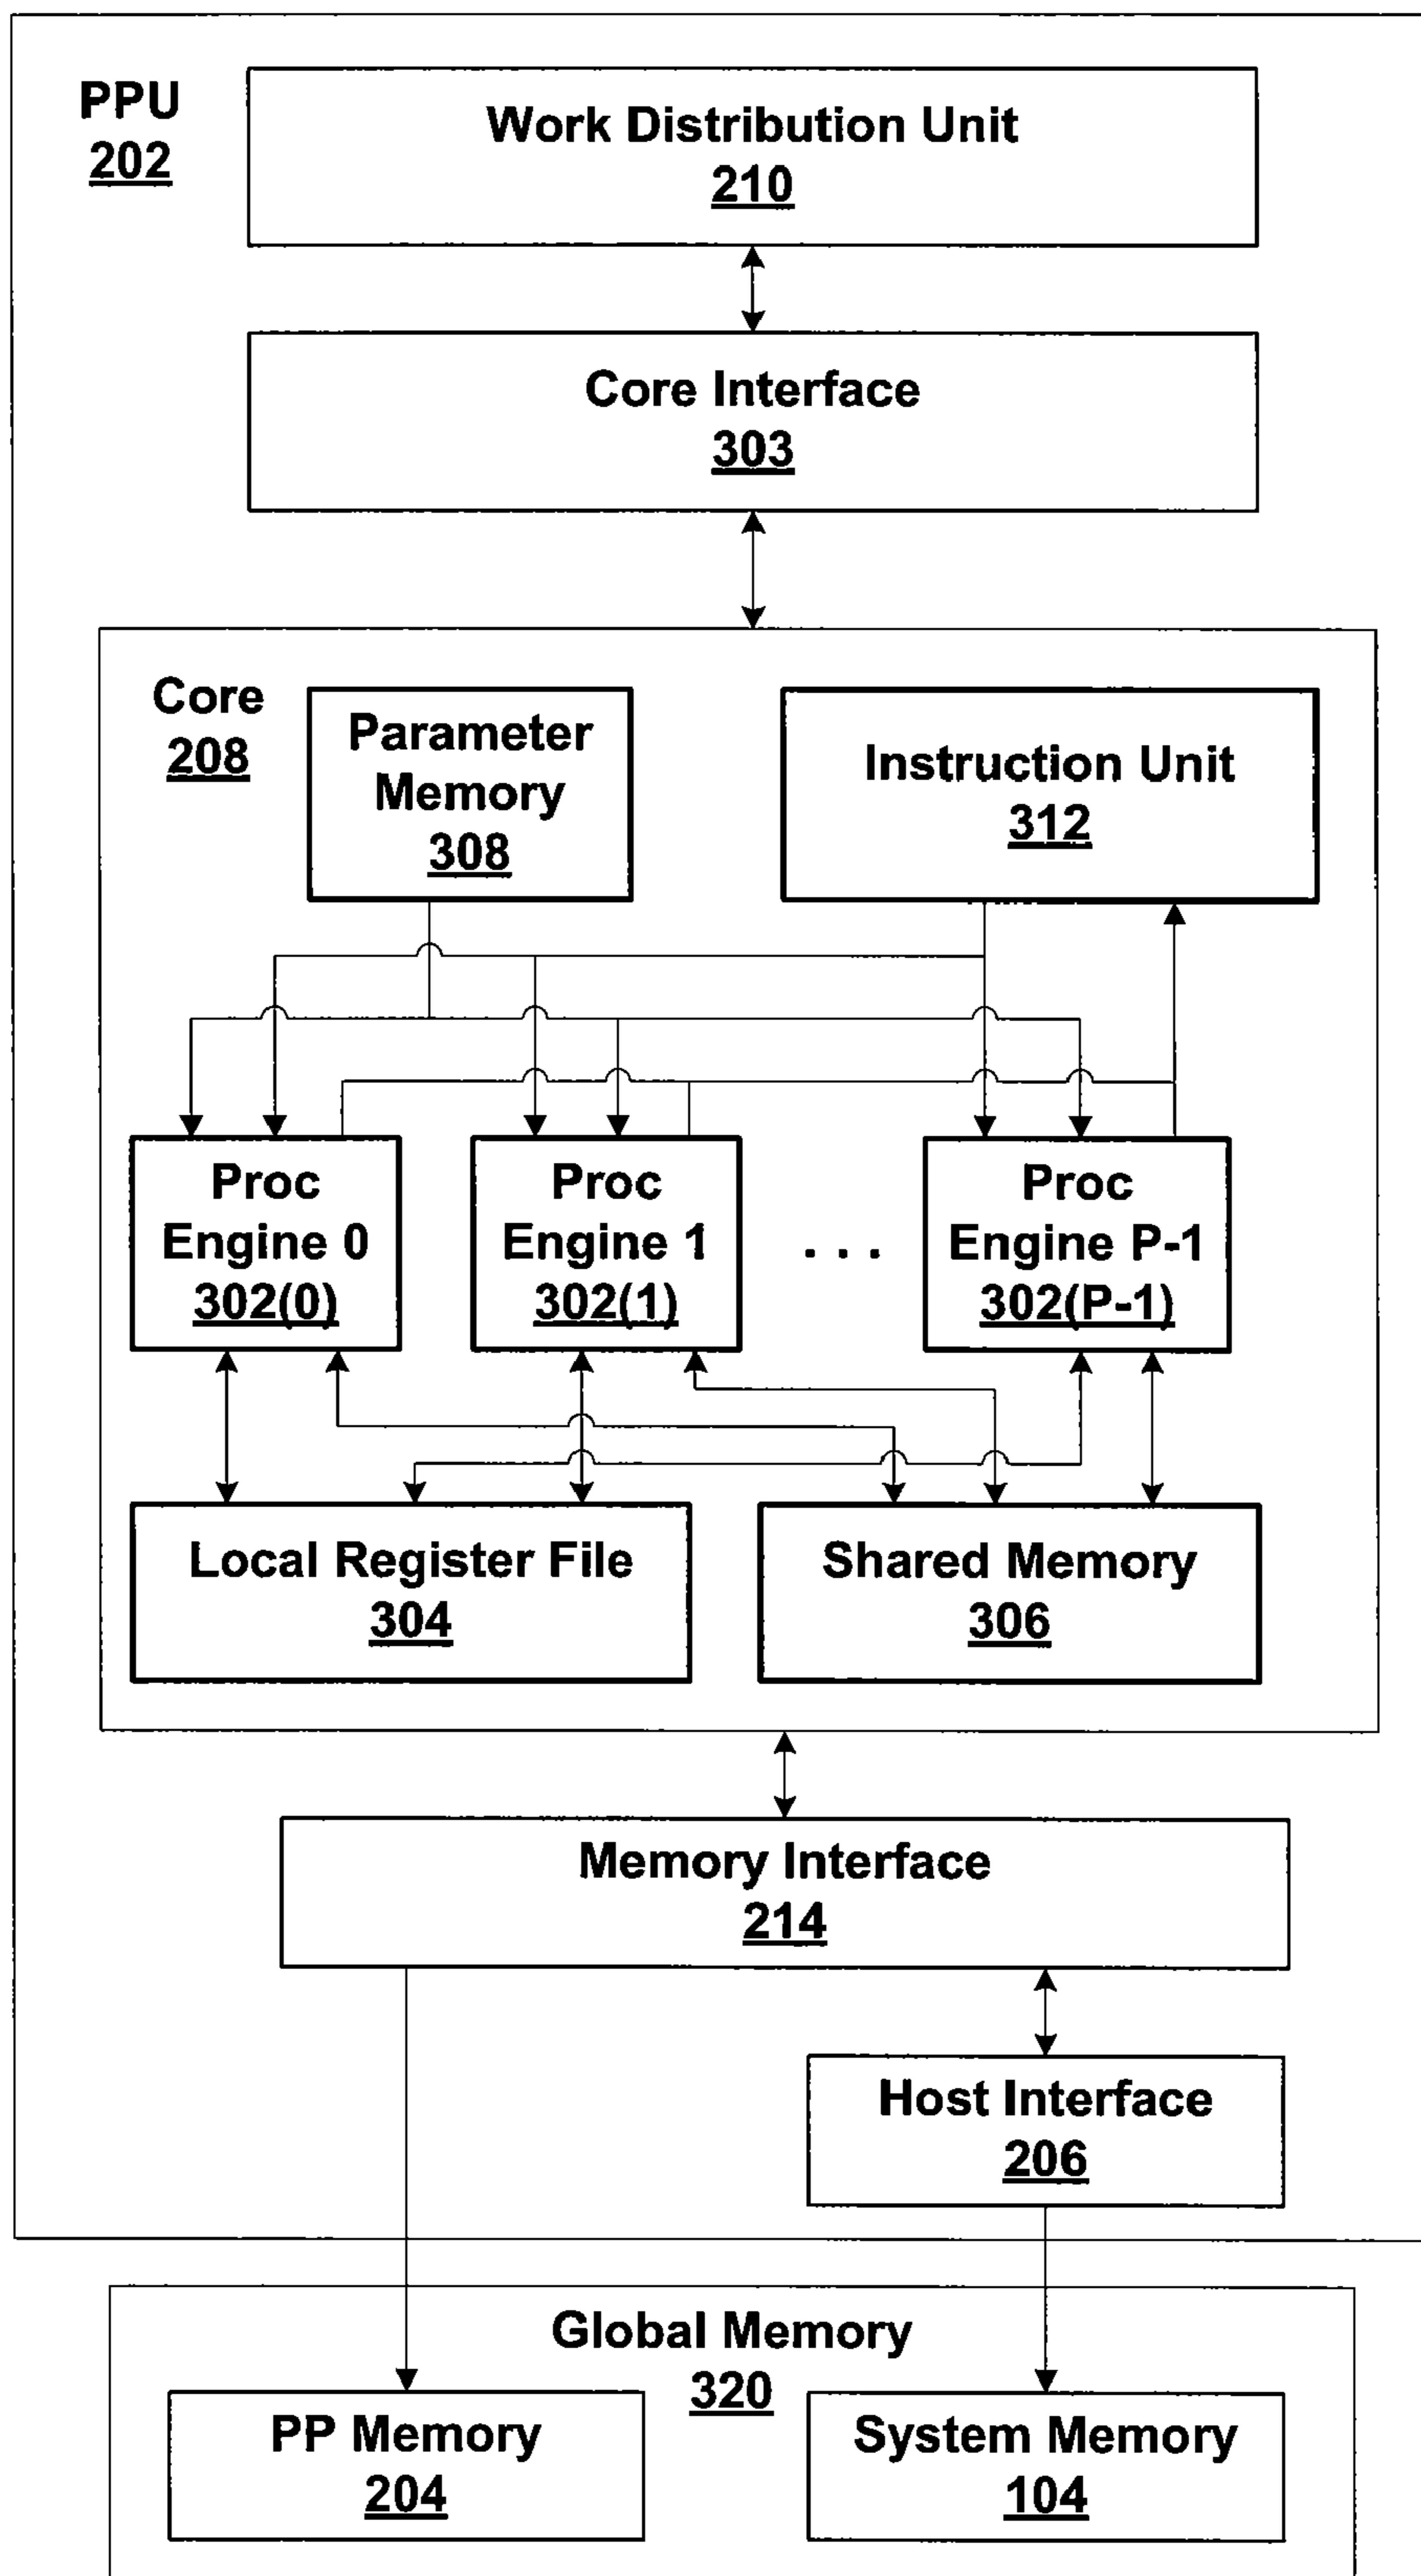 PPU
202
Work Distribution Unit
210
Core Interface
303
Core
208
Parameter
Memory
308
Instruction Unit
312
Proc
Engine 0
302(0)
Proc
Engine 1
302(1)
. . .
Proc
Engine P-1
302(P-1)
Local Register File
304
Shared Memory
306
Memory Interface
214
Host Interface
206
Global Memory
320
PP Memory
204
System Memory
104